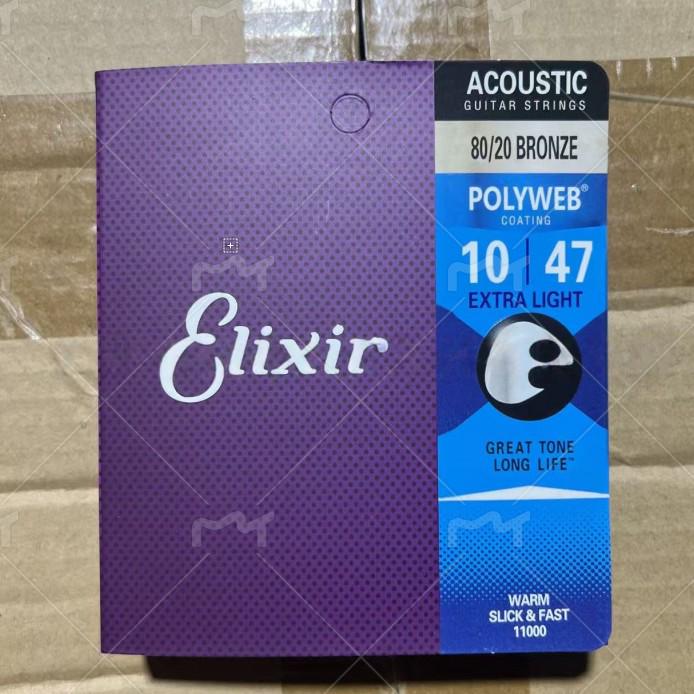 Elixir
ACOUSTIC
GUITAR STRINGS
80/20 BRONZE
POLYWEB®
COATING
10 | 47
EXTRA LIGHT
GREAT TONE
LONG LIFE™
WARM
SLICK & FAST
11000